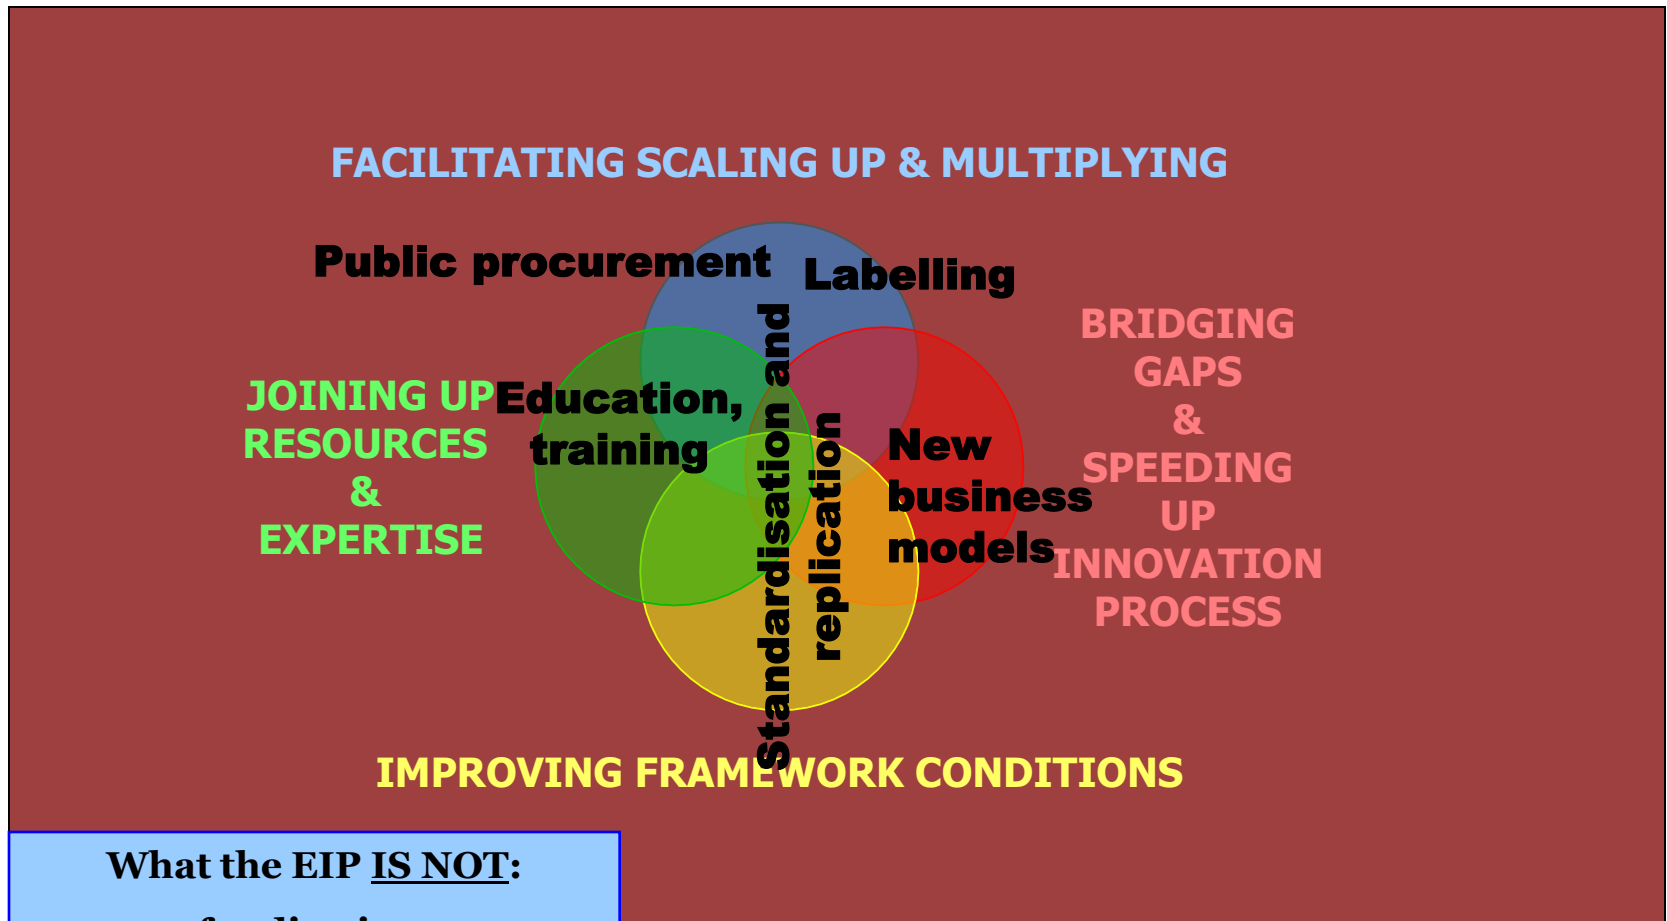 FACILITATING SCALING UP & MULTIPLYING
Public procurement
Labelling
JOINING UP
RESOURCES
&
EXPERTISE
Education,
training
Standardisation and
replication
New
business
models
BRIDGING
GAPS
&
SPEEDING
UP
INNOVATION
PROCESS
IMPROVING FRAMEWORK CONDITIONS
What the EIP IS NOT: